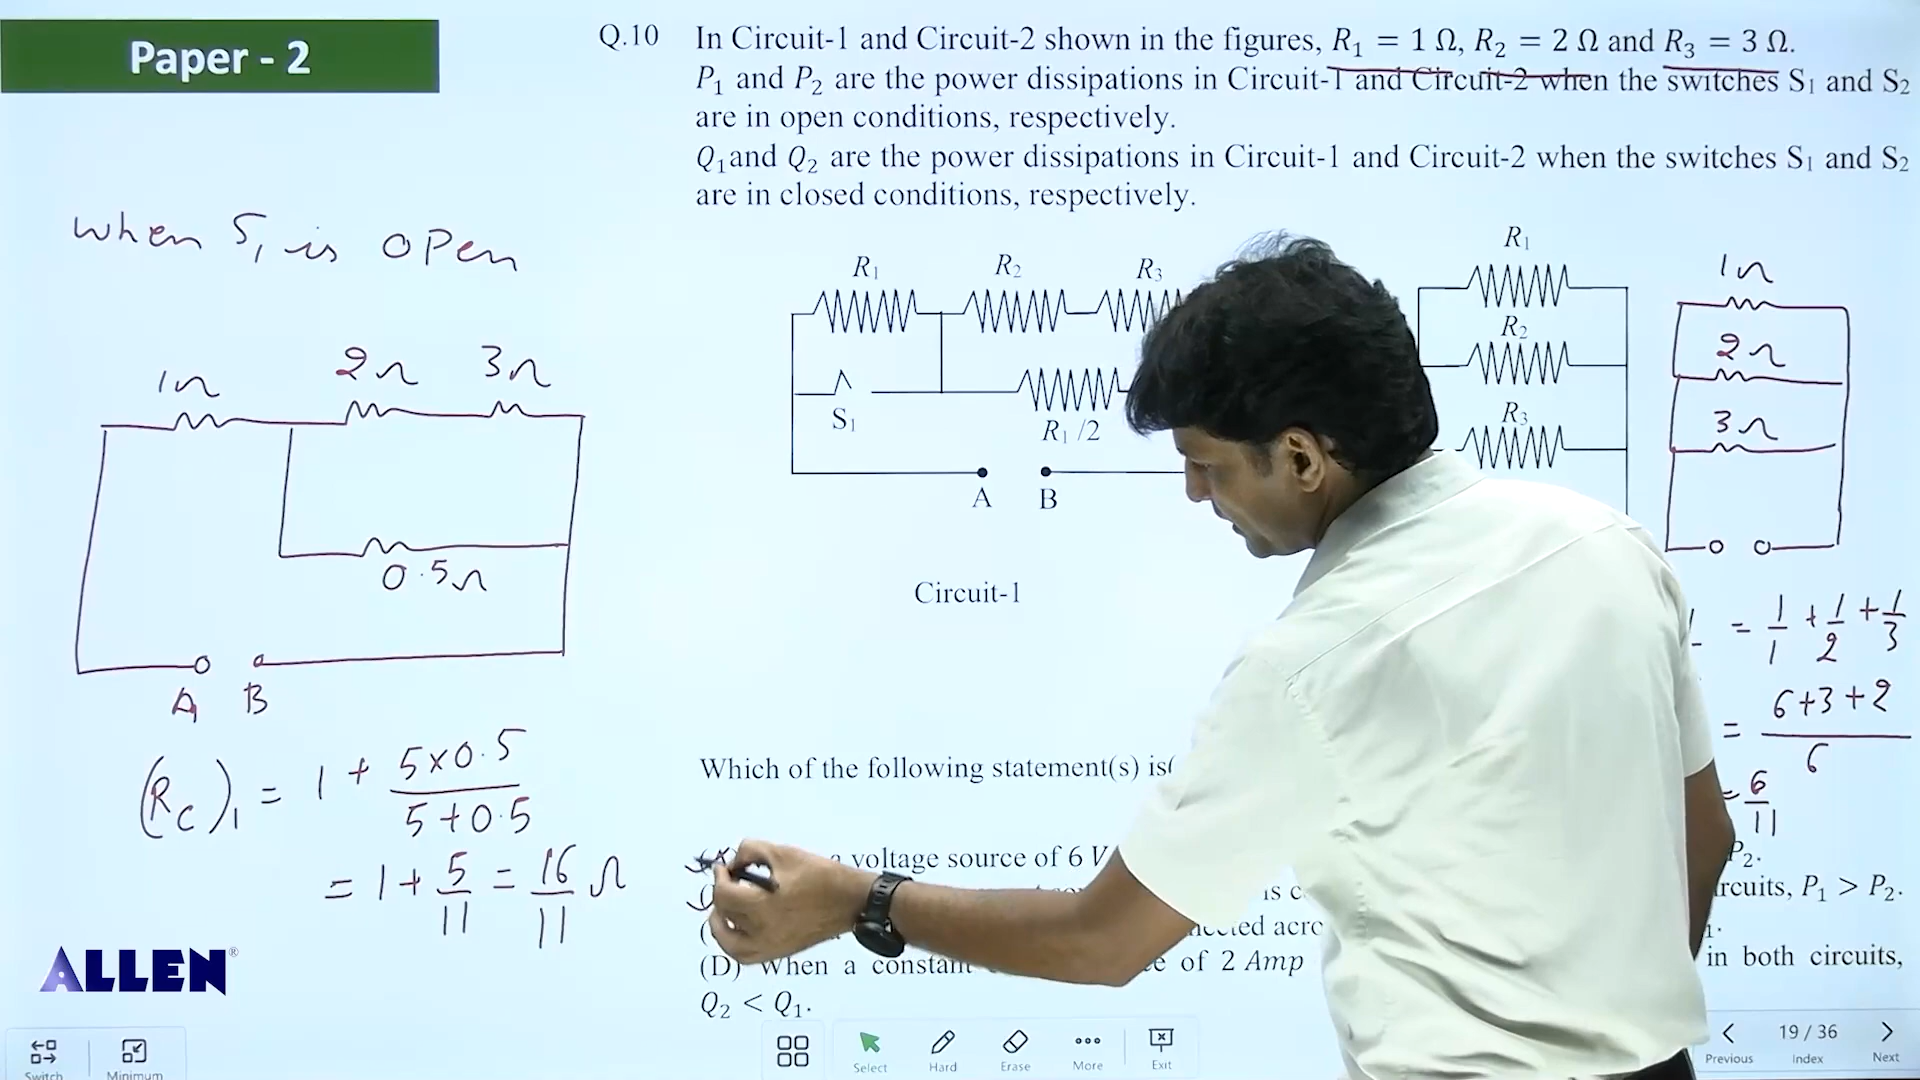 Paper - 2
Q.10 In Circuit-1 and Circuit-2 shown in the figures, R₁ = 1 Ω, R₂ = 2 Ω and R₃ = 3 Ω.
P₁ and P₂ are the power dissipations in Circuit-1 and Circuit-2 when the switches S₁ and S₂
are in open conditions, respectively.
Q₁and Q₂ are the power dissipations in Circuit-1 and Circuit-2 when the switches S₁ and S₂
are in closed conditions, respectively.
when S₁ is open
1Ω 2Ω 3Ω
0.5Ω
A B
(Rc)₁ = 1 + 5×0.5 / 5+0.5
= 1 + 5/11 = 16/11 Ω
R₁ R₂ R₃
S₁ R₁/2
A B
Circuit-1
R₁
R₂
R₃
1Ω
2Ω
3Ω
= 1/1 + 1/2 + 1/3
= 6+3+2 / 6
= 6/11
Which of the following statement(s) is(
voltage source of 6 V
P₂.
is rcuits, P₁ > P₂.
acro
(D) When a of 2 Amp in both circuits,
Q₂ < Q₁.
ALLEN®
Switch Minimum Select Hard Erase More Exit Previous 19 / 36 Index Next